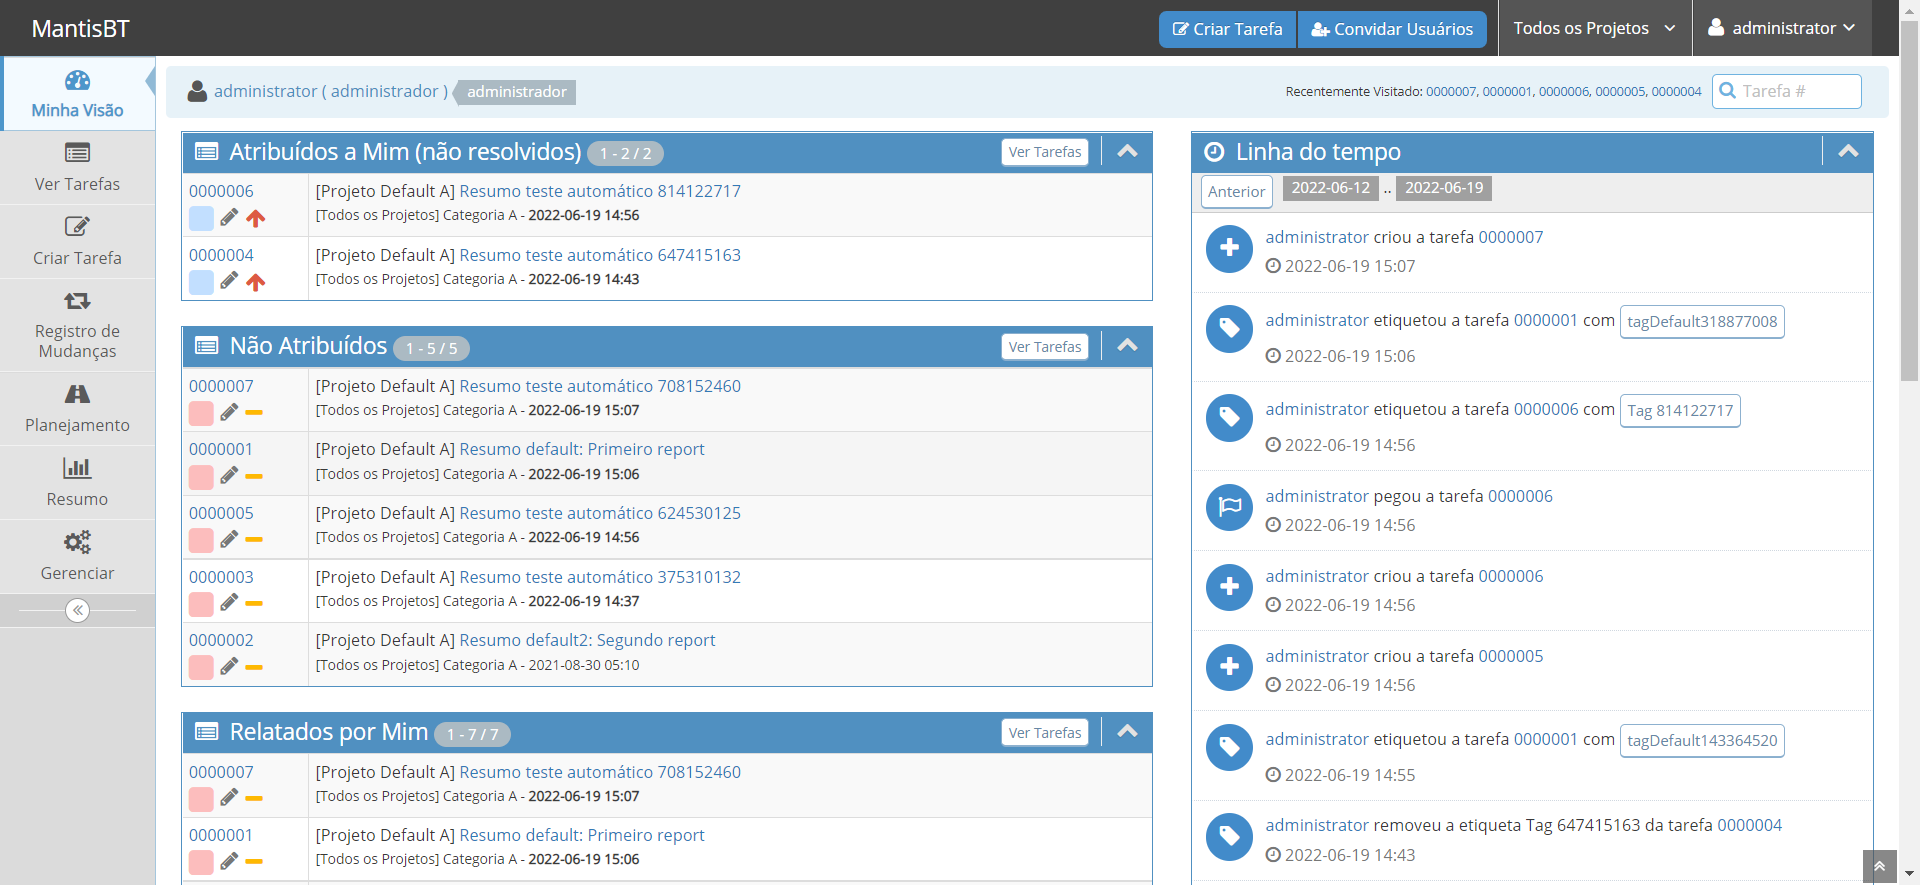 MantisBT
Criar Tarefa
Convidar Usuários
Todos os Projetos
administrator
Minha Visão
Ver Tarefas
Criar Tarefa
Registro de
Mudanças
Planejamento
Resumo
Gerenciar
administrator ( administrador )
administrador
Recentemente Visitado: 0000007, 0000001, 0000006, 0000005, 0000004
Tarefa #
Atribuídos a Mim (não resolvidos) 1 - 2 / 2
Ver Tarefas
0000006
[Projeto Default A] Resumo teste automático 814122717
[Todos os Projetos] Categoria A - 2022-06-19 14:56
0000004
[Projeto Default A] Resumo teste automático 647415163
[Todos os Projetos] Categoria A - 2022-06-19 14:43
Não Atribuídos 1 - 5 / 5
Ver Tarefas
0000007
[Projeto Default A] Resumo teste automático 708152460
[Todos os Projetos] Categoria A - 2022-06-19 15:07
0000001
[Projeto Default A] Resumo default: Primeiro report
[Todos os Projetos] Categoria A - 2022-06-19 15:06
0000005
[Projeto Default A] Resumo teste automático 624530125
[Todos os Projetos] Categoria A - 2022-06-19 14:56
0000003
[Projeto Default A] Resumo teste automático 375310132
[Todos os Projetos] Categoria A - 2022-06-19 14:37
0000002
[Projeto Default A] Resumo default2: Segundo report
[Todos os Projetos] Categoria A - 2021-08-30 05:10
Relatados por Mim 1 - 7 / 7
Ver Tarefas
0000007
[Projeto Default A] Resumo teste automático 708152460
[Todos os Projetos] Categoria A - 2022-06-19 15:07
0000001
[Projeto Default A] Resumo default: Primeiro report
[Todos os Projetos] Categoria A - 2022-06-19 15:06
Linha do tempo
Anterior 2022-06-12 .. 2022-06-19
administrator criou a tarefa 0000007
2022-06-19 15:07
administrator etiquetou a tarefa 0000001 com tagDefault318877008
2022-06-19 15:06
administrator etiquetou a tarefa 0000006 com Tag 814122717
2022-06-19 14:56
administrator pegou a tarefa 0000006
2022-06-19 14:56
administrator criou a tarefa 0000006
2022-06-19 14:56
administrator criou a tarefa 0000005
2022-06-19 14:56
administrator etiquetou a tarefa 0000001 com tagDefault143364520
2022-06-19 14:55
administrator removeu a etiqueta Tag 647415163 da tarefa 0000004
2022-06-19 14:43